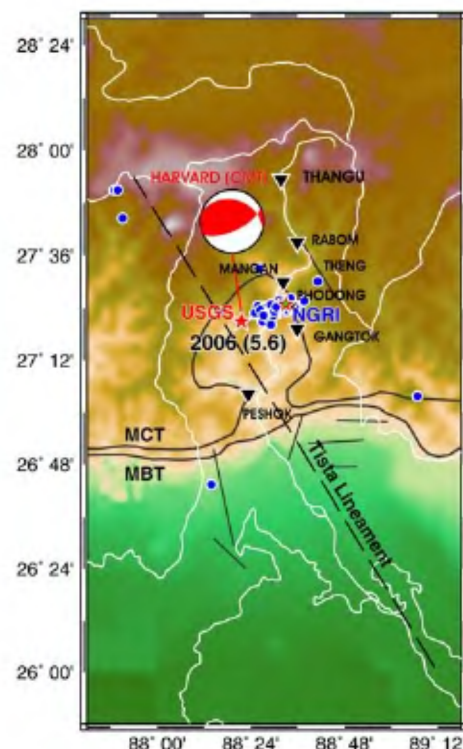 28° 24'
28° 00'
27° 36'
27° 12'
26° 48'
26° 24'
26° 00'
HARVARD (CMT)
THANGU
RABOM
THENG
MANGAN
PHODONG
USGS
NGRI
2006 (5.6)
GANGTOK
PESHOK
MCT
MBT
Tista Lineament
88° 00'
88° 24'
88° 48'
89° 12'